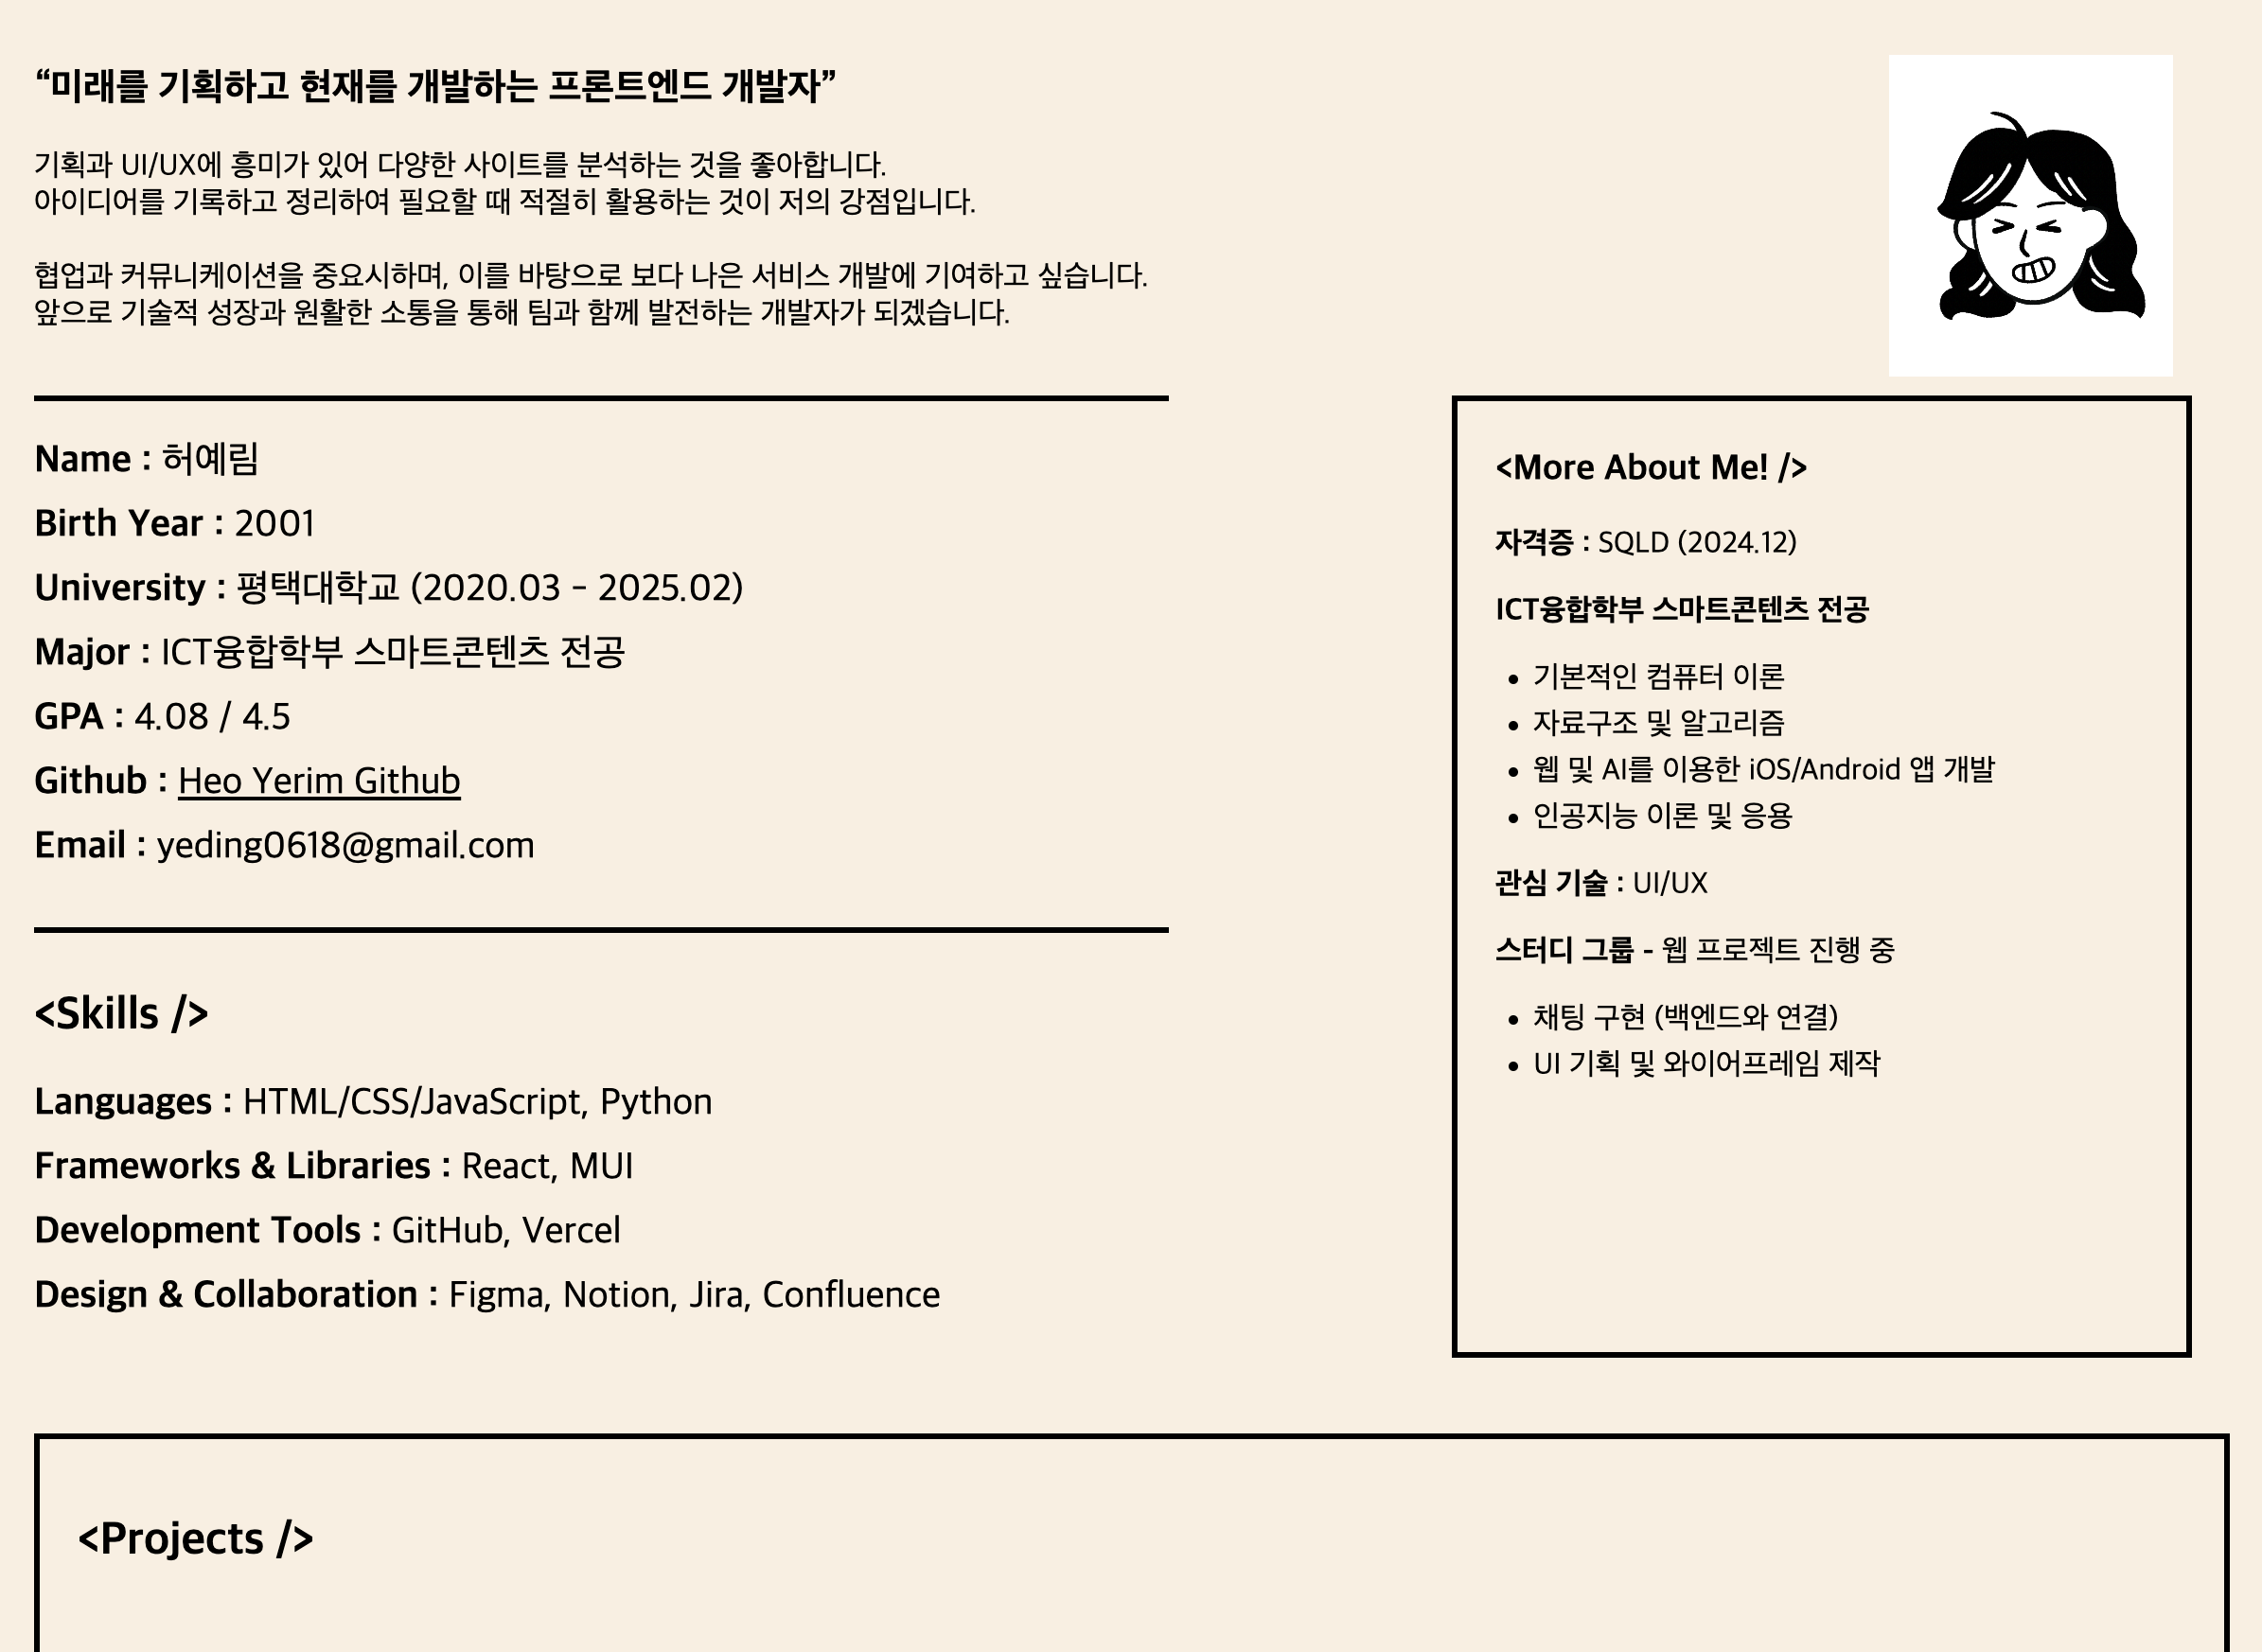 “미래를 기획하고 현재를 개발하는 프론트엔드 개발자”
기획과 UI/UX에 흥미가 있어 다양한 사이트를 분석하는 것을 좋아합니다.
아이디어를 기록하고 정리하여 필요할 때 적절히 활용하는 것이 저의 강점입니다.
협업과 커뮤니케이션을 중요시하며, 이를 바탕으로 보다 나은 서비스 개발에 기여하고 싶습니다.
앞으로 기술적 성장과 원활한 소통을 통해 팀과 함께 발전하는 개발자가 되겠습니다.
Name : 허예림
Birth Year : 2001
University : 평택대학교 (2020.03 - 2025.02)
Major : ICT융합학부 스마트콘텐츠 전공
GPA : 4.08 / 4.5
Github : Heo Yerim Github
Email : yeding0618@gmail.com
<Skills />
Languages : HTML/CSS/JavaScript, Python
Frameworks & Libraries : React, MUI
Development Tools : GitHub, Vercel
Design & Collaboration : Figma, Notion, Jira, Confluence
<More About Me! />
자격증 : SQLD (2024.12)
ICT융합학부 스마트콘텐츠 전공
• 기본적인 컴퓨터 이론
• 자료구조 및 알고리즘
• 웹 및 AI를 이용한 iOS/Android 앱 개발
• 인공지능 이론 및 응용
관심 기술 : UI/UX
스터디 그룹 - 웹 프로젝트 진행 중
• 채팅 구현 (백엔드와 연결)
• UI 기획 및 와이어프레임 제작
<Projects />